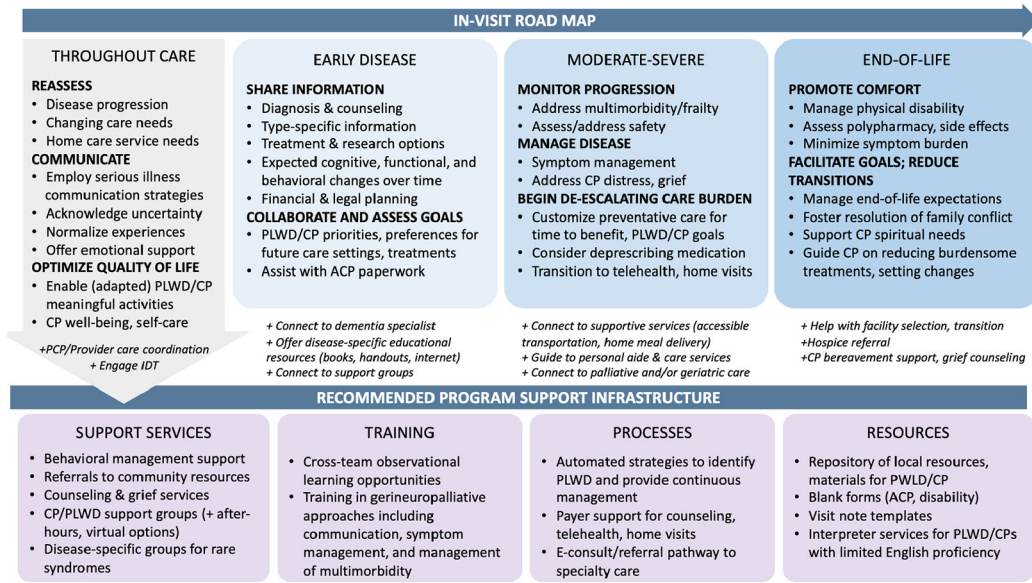 IN-VISIT ROAD MAP
THROUGHOUT CARE
REASSESS
• Disease progression
• Changing care needs
• Home care service needs
COMMUNICATE
• Employ serious illness
communication strategies
• Acknowledge uncertainty
• Normalize experiences
• Offer emotional support
OPTIMIZE QUALITY OF LIFE
• Enable (adapted) PLWD/CP
meaningful activities
• CP well-being, self-care
+PCP/Provider care coordination
+ Engage IDT
EARLY DISEASE
SHARE INFORMATION
• Diagnosis & counseling
• Type-specific information
• Treatment & research options
• Expected cognitive, functional, and
behavioral changes over time
• Financial & legal planning
COLLABORATE AND ASSESS GOALS
• PLWD/CP priorities, preferences for
future care settings, treatments
• Assist with ACP paperwork
+ Connect to dementia specialist
+ Offer disease-specific educational
resources (books, handouts, internet)
+ Connect to support groups
MODERATE-SEVERE
MONITOR PROGRESSION
• Address multimorbidity/frailty
• Assess/address safety
MANAGE DISEASE
• Symptom management
• Address CP distress, grief
BEGIN DE-ESCALATING CARE BURDEN
• Customize preventative care for
time to benefit, PLWD/CP goals
• Consider deprescribing medication
• Transition to telehealth, home visits
+ Connect to supportive services (accessible
transportation, home meal delivery)
+ Guide to personal aide & care services
+ Connect to palliative and/or geriatric care
END-OF-LIFE
PROMOTE COMFORT
• Manage physical disability
• Assess polypharmacy, side effects
• Minimize symptom burden
FACILITATE GOALS; REDUCE
TRANSITIONS
• Manage end-of-life expectations
• Foster resolution of family conflict
• Support CP spiritual needs
• Guide CP on reducing burdensome
treatments, setting changes
+ Help with facility selection, transition
+Hospice referral
+CP bereavement support, grief counseling
RECOMMENDED PROGRAM SUPPORT INFRASTRUCTURE
SUPPORT SERVICES
• Behavioral management support
• Referrals to community resources
• Counseling & grief services
• CP/PLWD support groups (+ after-
hours, virtual options)
• Disease-specific groups for rare
syndromes
TRAINING
• Cross-team observational
learning opportunities
• Training in gerineuropalliative
approaches including
communication, symptom
management, and management
of multimorbidity
PROCESSES
• Automated strategies to identify
PLWD and provide continuous
management
• Payer support for counseling,
telehealth, home visits
• E-consult/referral pathway to
specialty care
RESOURCES
• Repository of local resources,
materials for PWLD/CP
• Blank forms (ACP, disability)
• Visit note templates
• Interpreter services for PLWD/CPs
with limited English proficiency